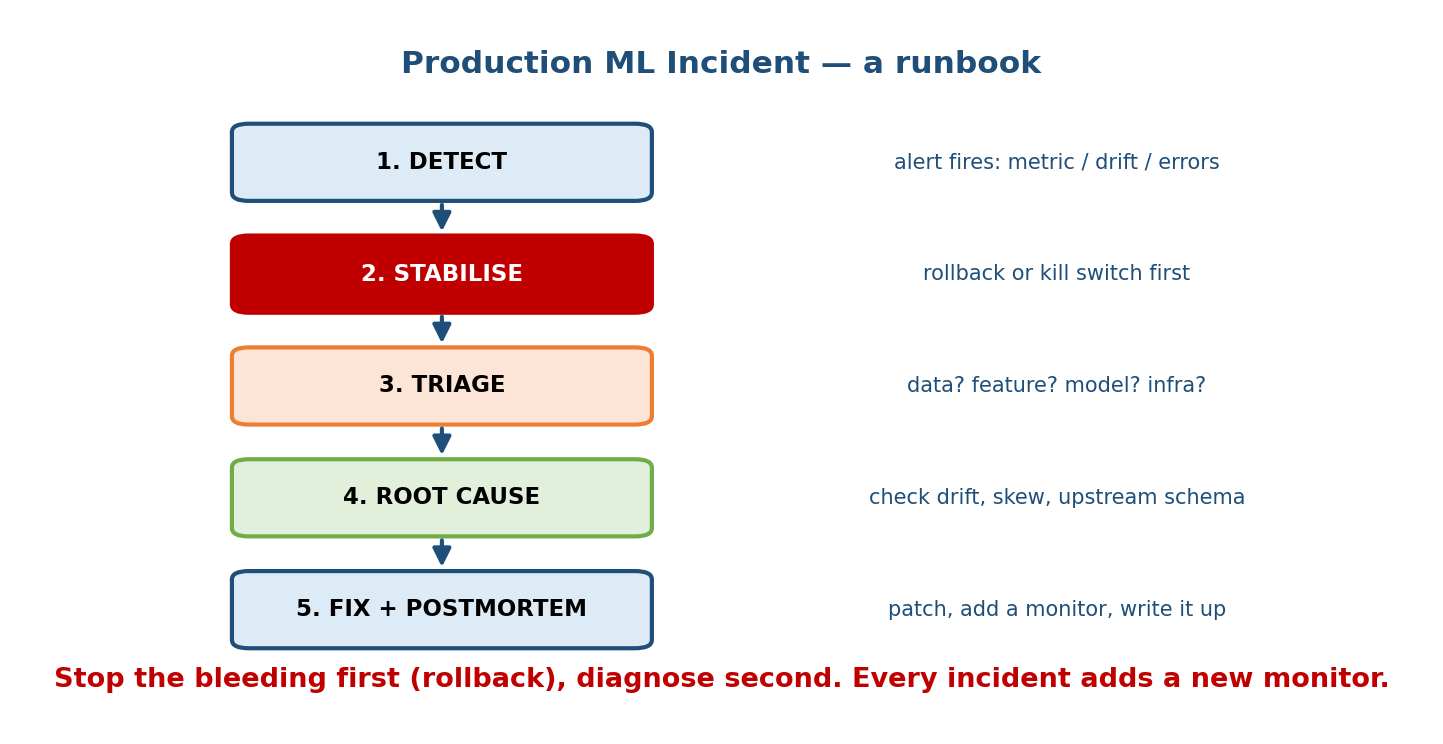 Production ML Incident — a runbook
1. DETECT
alert fires: metric / drift / errors
2. STABILISE
rollback or kill switch first
3. TRIAGE
data? feature? model? infra?
4. ROOT CAUSE
check drift, skew, upstream schema
5. FIX + POSTMORTEM
patch, add a monitor, write it up
Stop the bleeding first (rollback), diagnose second. Every incident adds a new monitor.